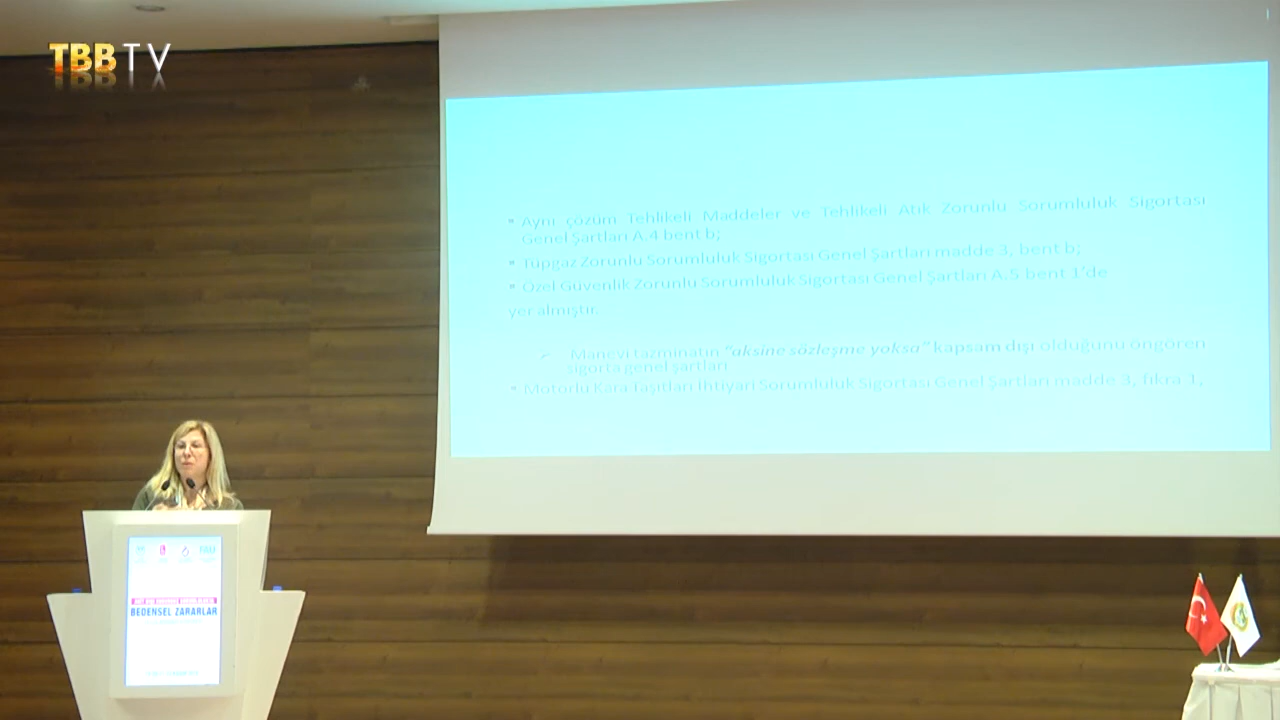 TBB TV
• Aynı çözüm Tehlikeli Maddeler ve Tehlikeli Atık Zorunlu Sorumluluk Sigortası
Genel Şartları A.4 bent b;
• Tüpgaz Zorunlu Sorumluluk Sigortası Genel Şartları madde 3, bent b;
• Özel Güvenlik Zorunlu Sorumluluk Sigortası Genel Şartları A.5 bent 1'de
yer almıştır.
➢ Manevi tazminatın "aksine sözleşme yoksa" kapsam dışı olduğunu öngören
sigorta genel şartları
• Motorlu Kara Taşıtları İhtiyari Sorumluluk Sigortası Genel Şartları madde 3, fıkra 1,
BEDENSEL ZARARLAR